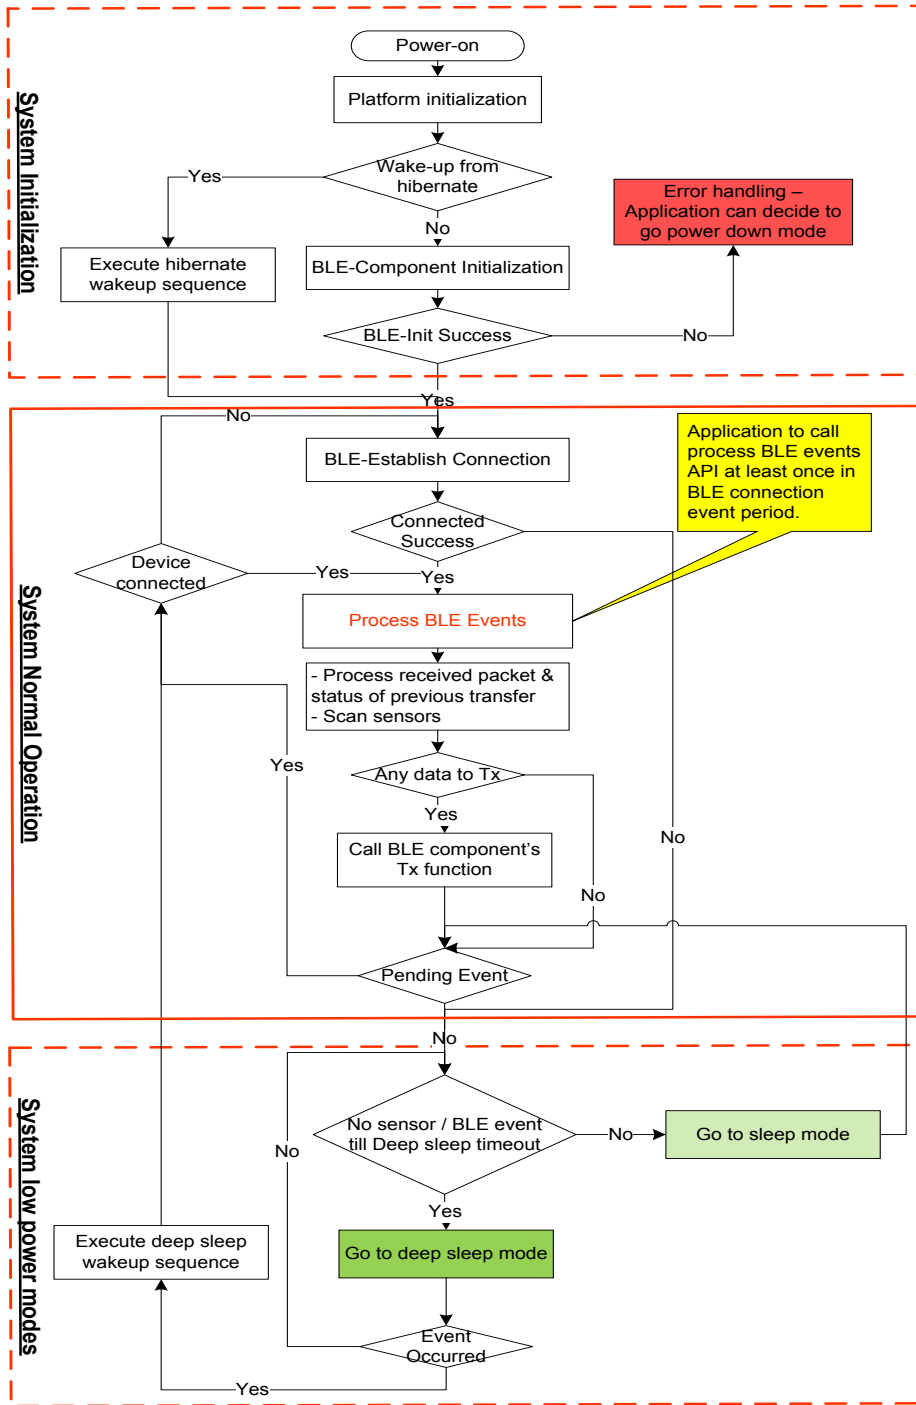 System Initialization
Power-on
Platform initialization
Wake-up from
hibernate
Yes
No
Error handling –
Application can decide to
go power down mode
Execute hibernate
wakeup sequence
BLE-Component Initialization
BLE-Init Success
No
Yes
System Normal Operation
No
BLE-Establish Connection
Application to call
process BLE events
API at least once in
BLE connection
event period.
Connected
Success
Device
connected
Yes
Yes
Process BLE Events
- Process received packet &
status of previous transfer
- Scan sensors
Yes
Any data to Tx
Yes
No
Call BLE component's
Tx function
No
Pending Event
No
System low power modes
No sensor / BLE event
till Deep sleep timeout
No
Go to sleep mode
No
Yes
Execute deep sleep
wakeup sequence
Go to deep sleep mode
Event
Occurred
Yes